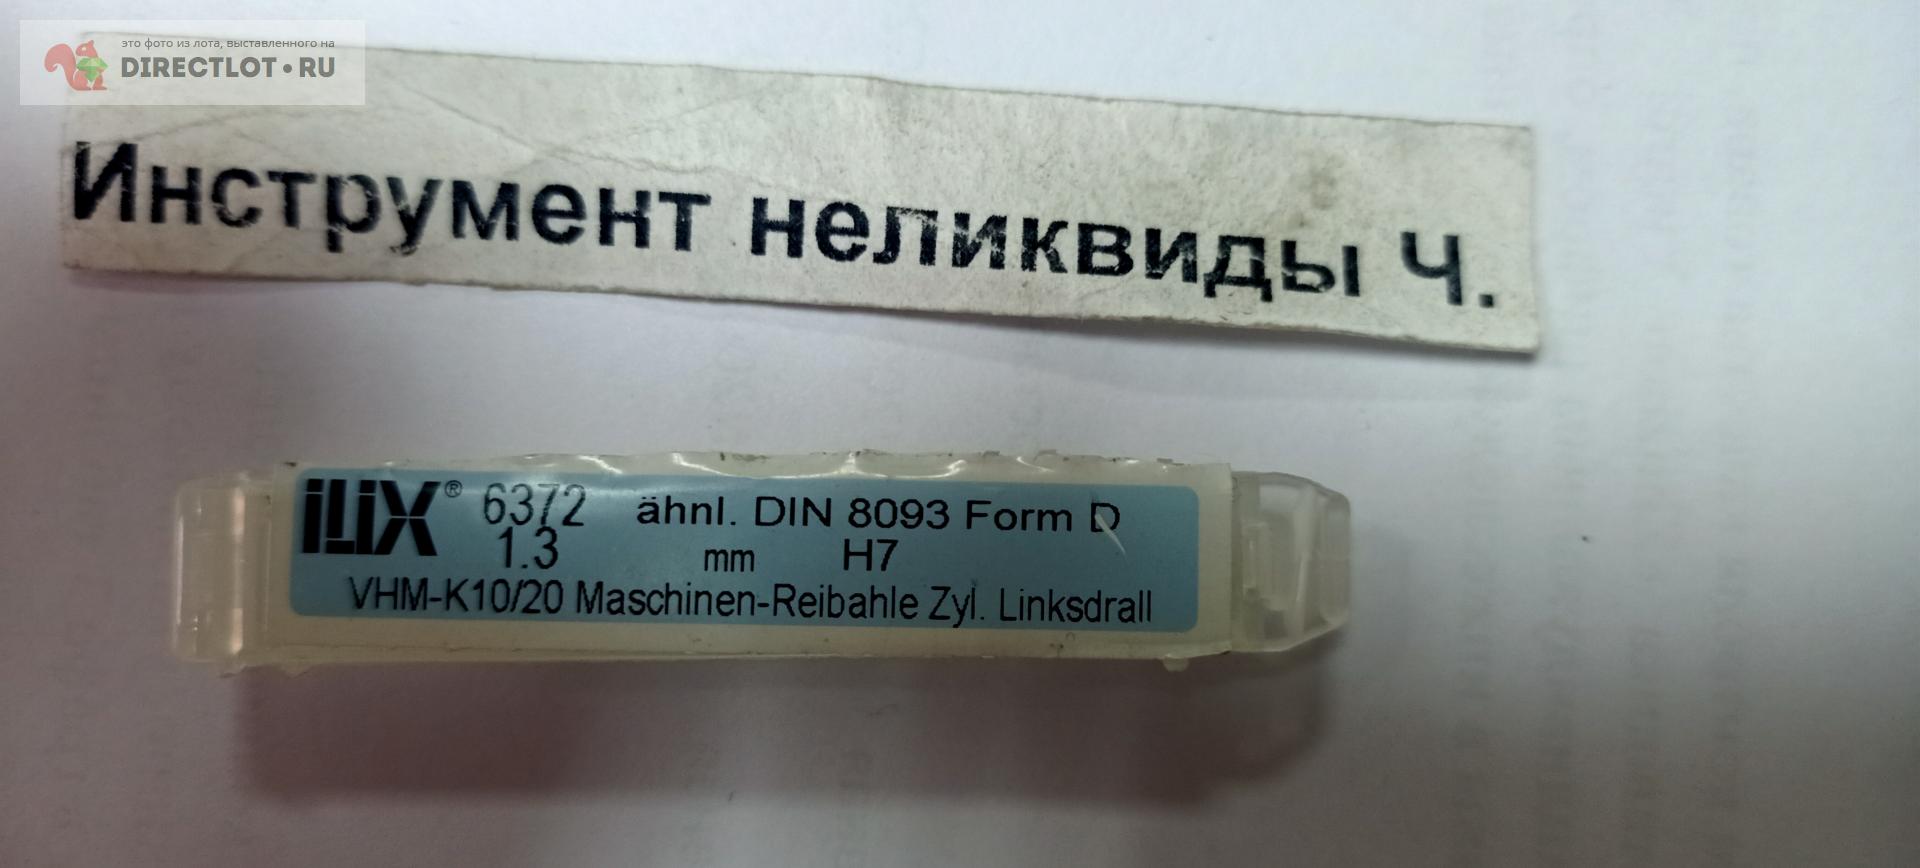 это фото из лота, выставленного на
DIRECTLOT•RU
Инструмент неликвиды Ч.
iLiX® 6372 ähnl. DIN 8093 Form D
1.3 mm H7
VHM-K10/20 Maschinen-Reibahle Zyl. Linksdrall